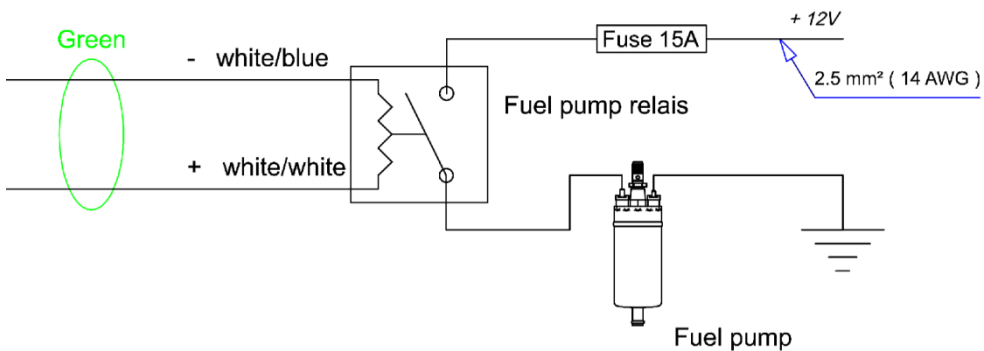 Green
- white/blue
+ white/white
Fuel pump relais
Fuse 15A
+ 12V
2.5 mm² ( 14 AWG )
Fuel pump